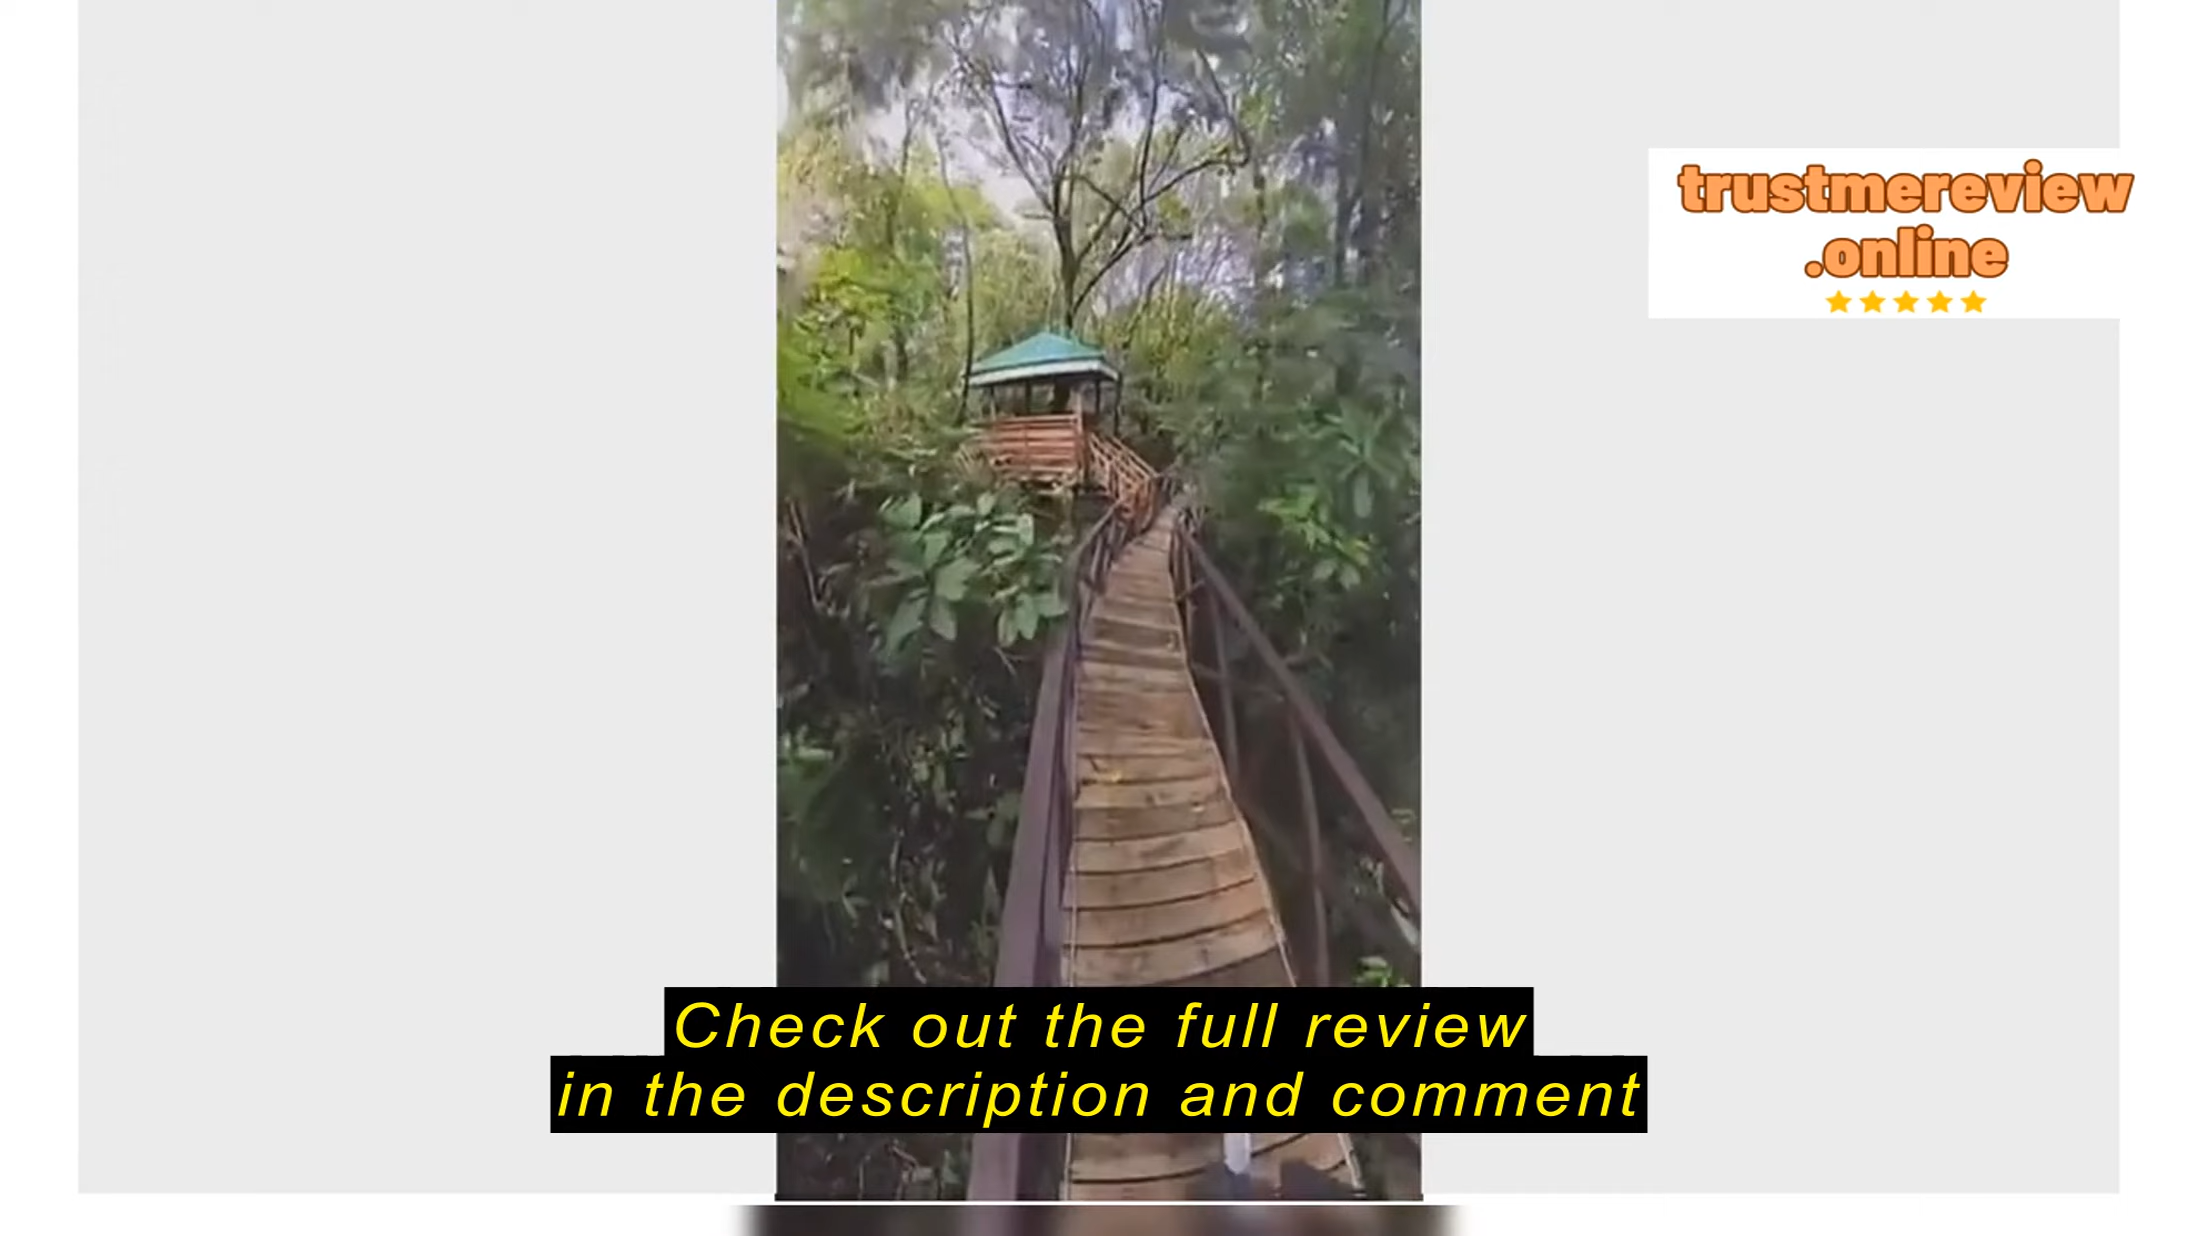 trustmereview
.online
Check out the full review
in the description and comment